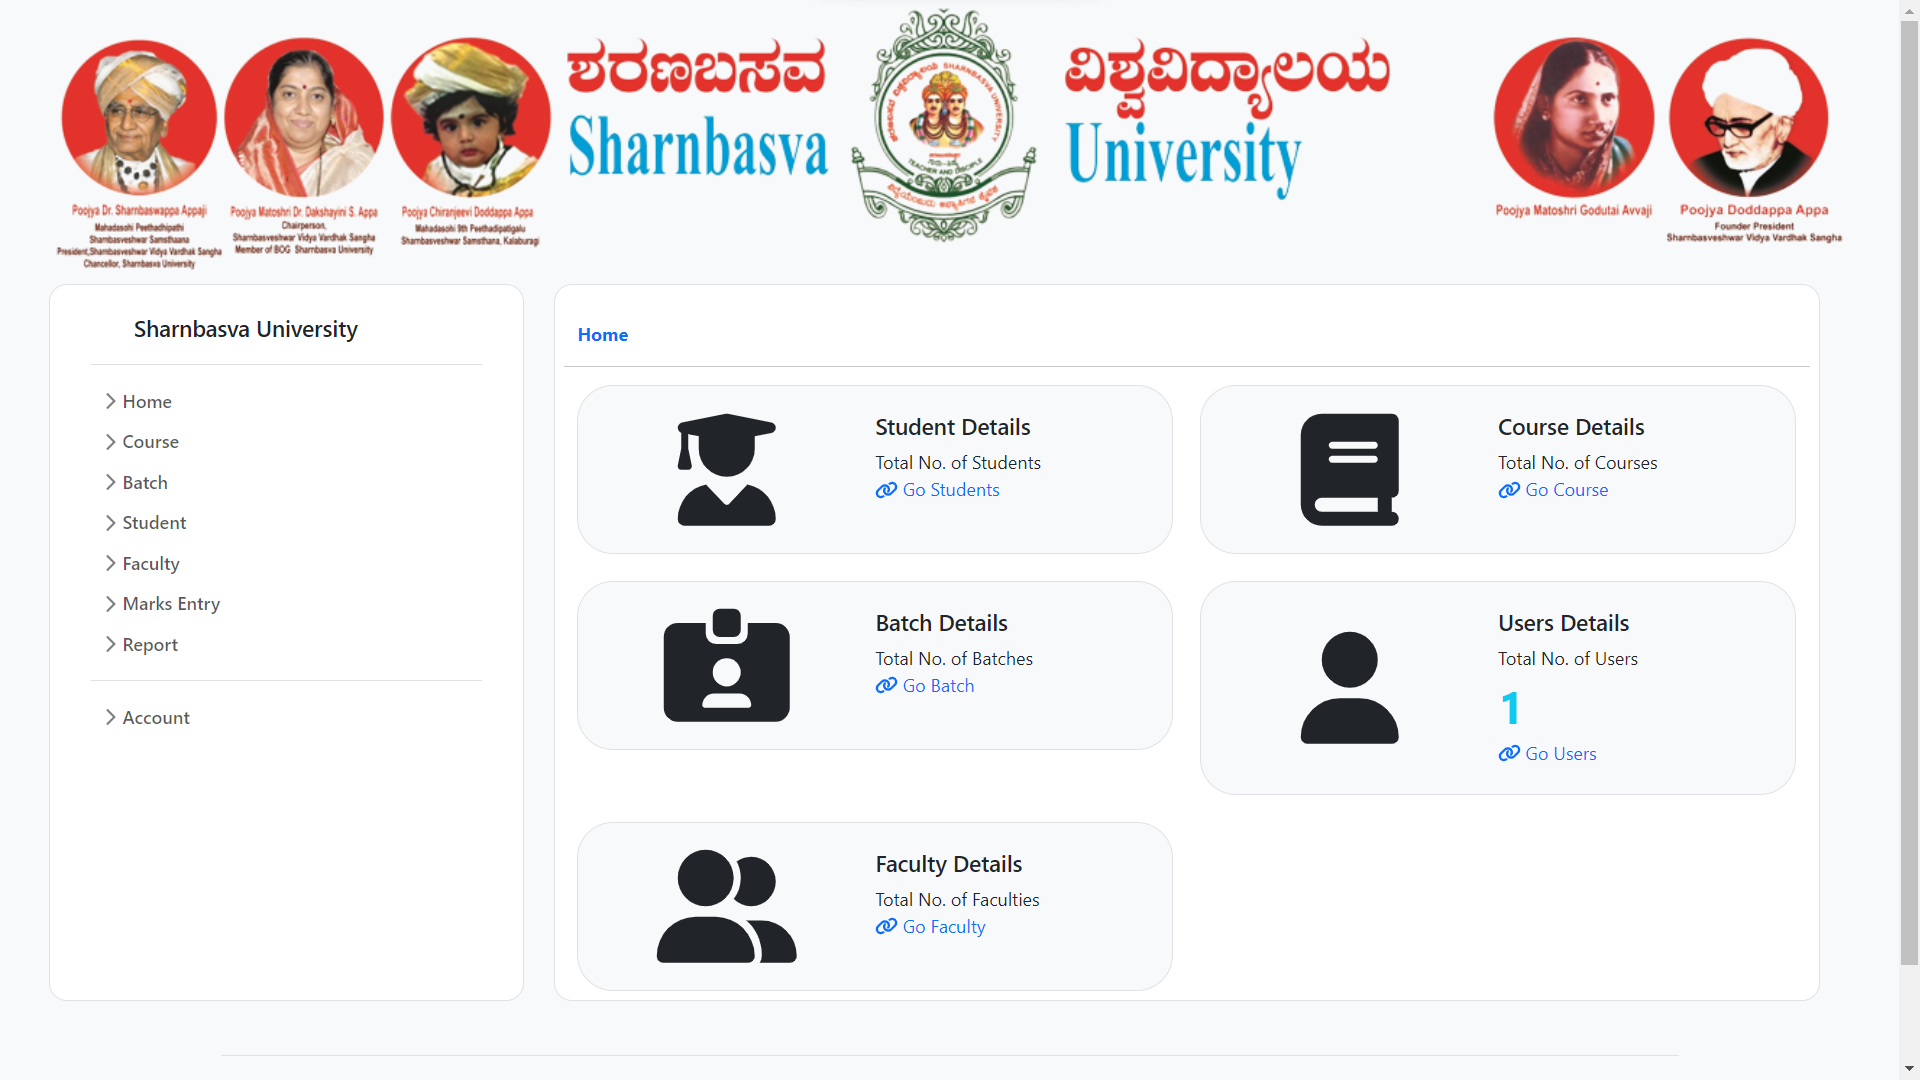 ಶರಣಬಸವ
ವಿಶ್ವವಿದ್ಯಾಲಯ
Sharnbasva
University
TEACHER AND DISCIPLE
Poojya Dr. Sharnbaswappa Appaji
Mahadasohi Peethadhipathi
Sharnbasveshwar Samsthaana
President,Sharnbasveshwar Vidya Vardhak Sangha
Chancellor, Sharnbasva University
Poojya Matoshri Dr. Dakshayini S. Appa
Chairperson,
Sharnbasveshwar Vidya Vardhak Sangha
Member of BOG Sharnbasva University
Poojya Chiranjeevi Doddappa Appa
Mahadasohi 9th Peethadipatigalu
Sharnbasveshwar Samsthana, Kalaburagi
Poojya Matoshri Godutai Avvaji
Poojya Doddappa Appa
Founder President
Sharnbasveshwar Vidya Vardhak Sangha
Sharnbasva University
Home
Course
Batch
Student
Faculty
Marks Entry
Report
Account
Home
Student Details
Total No. of Students
Go Students
Course Details
Total No. of Courses
Go Course
Batch Details
Total No. of Batches
Go Batch
Users Details
Total No. of Users
1
Go Users
Faculty Details
Total No. of Faculties
Go Faculty